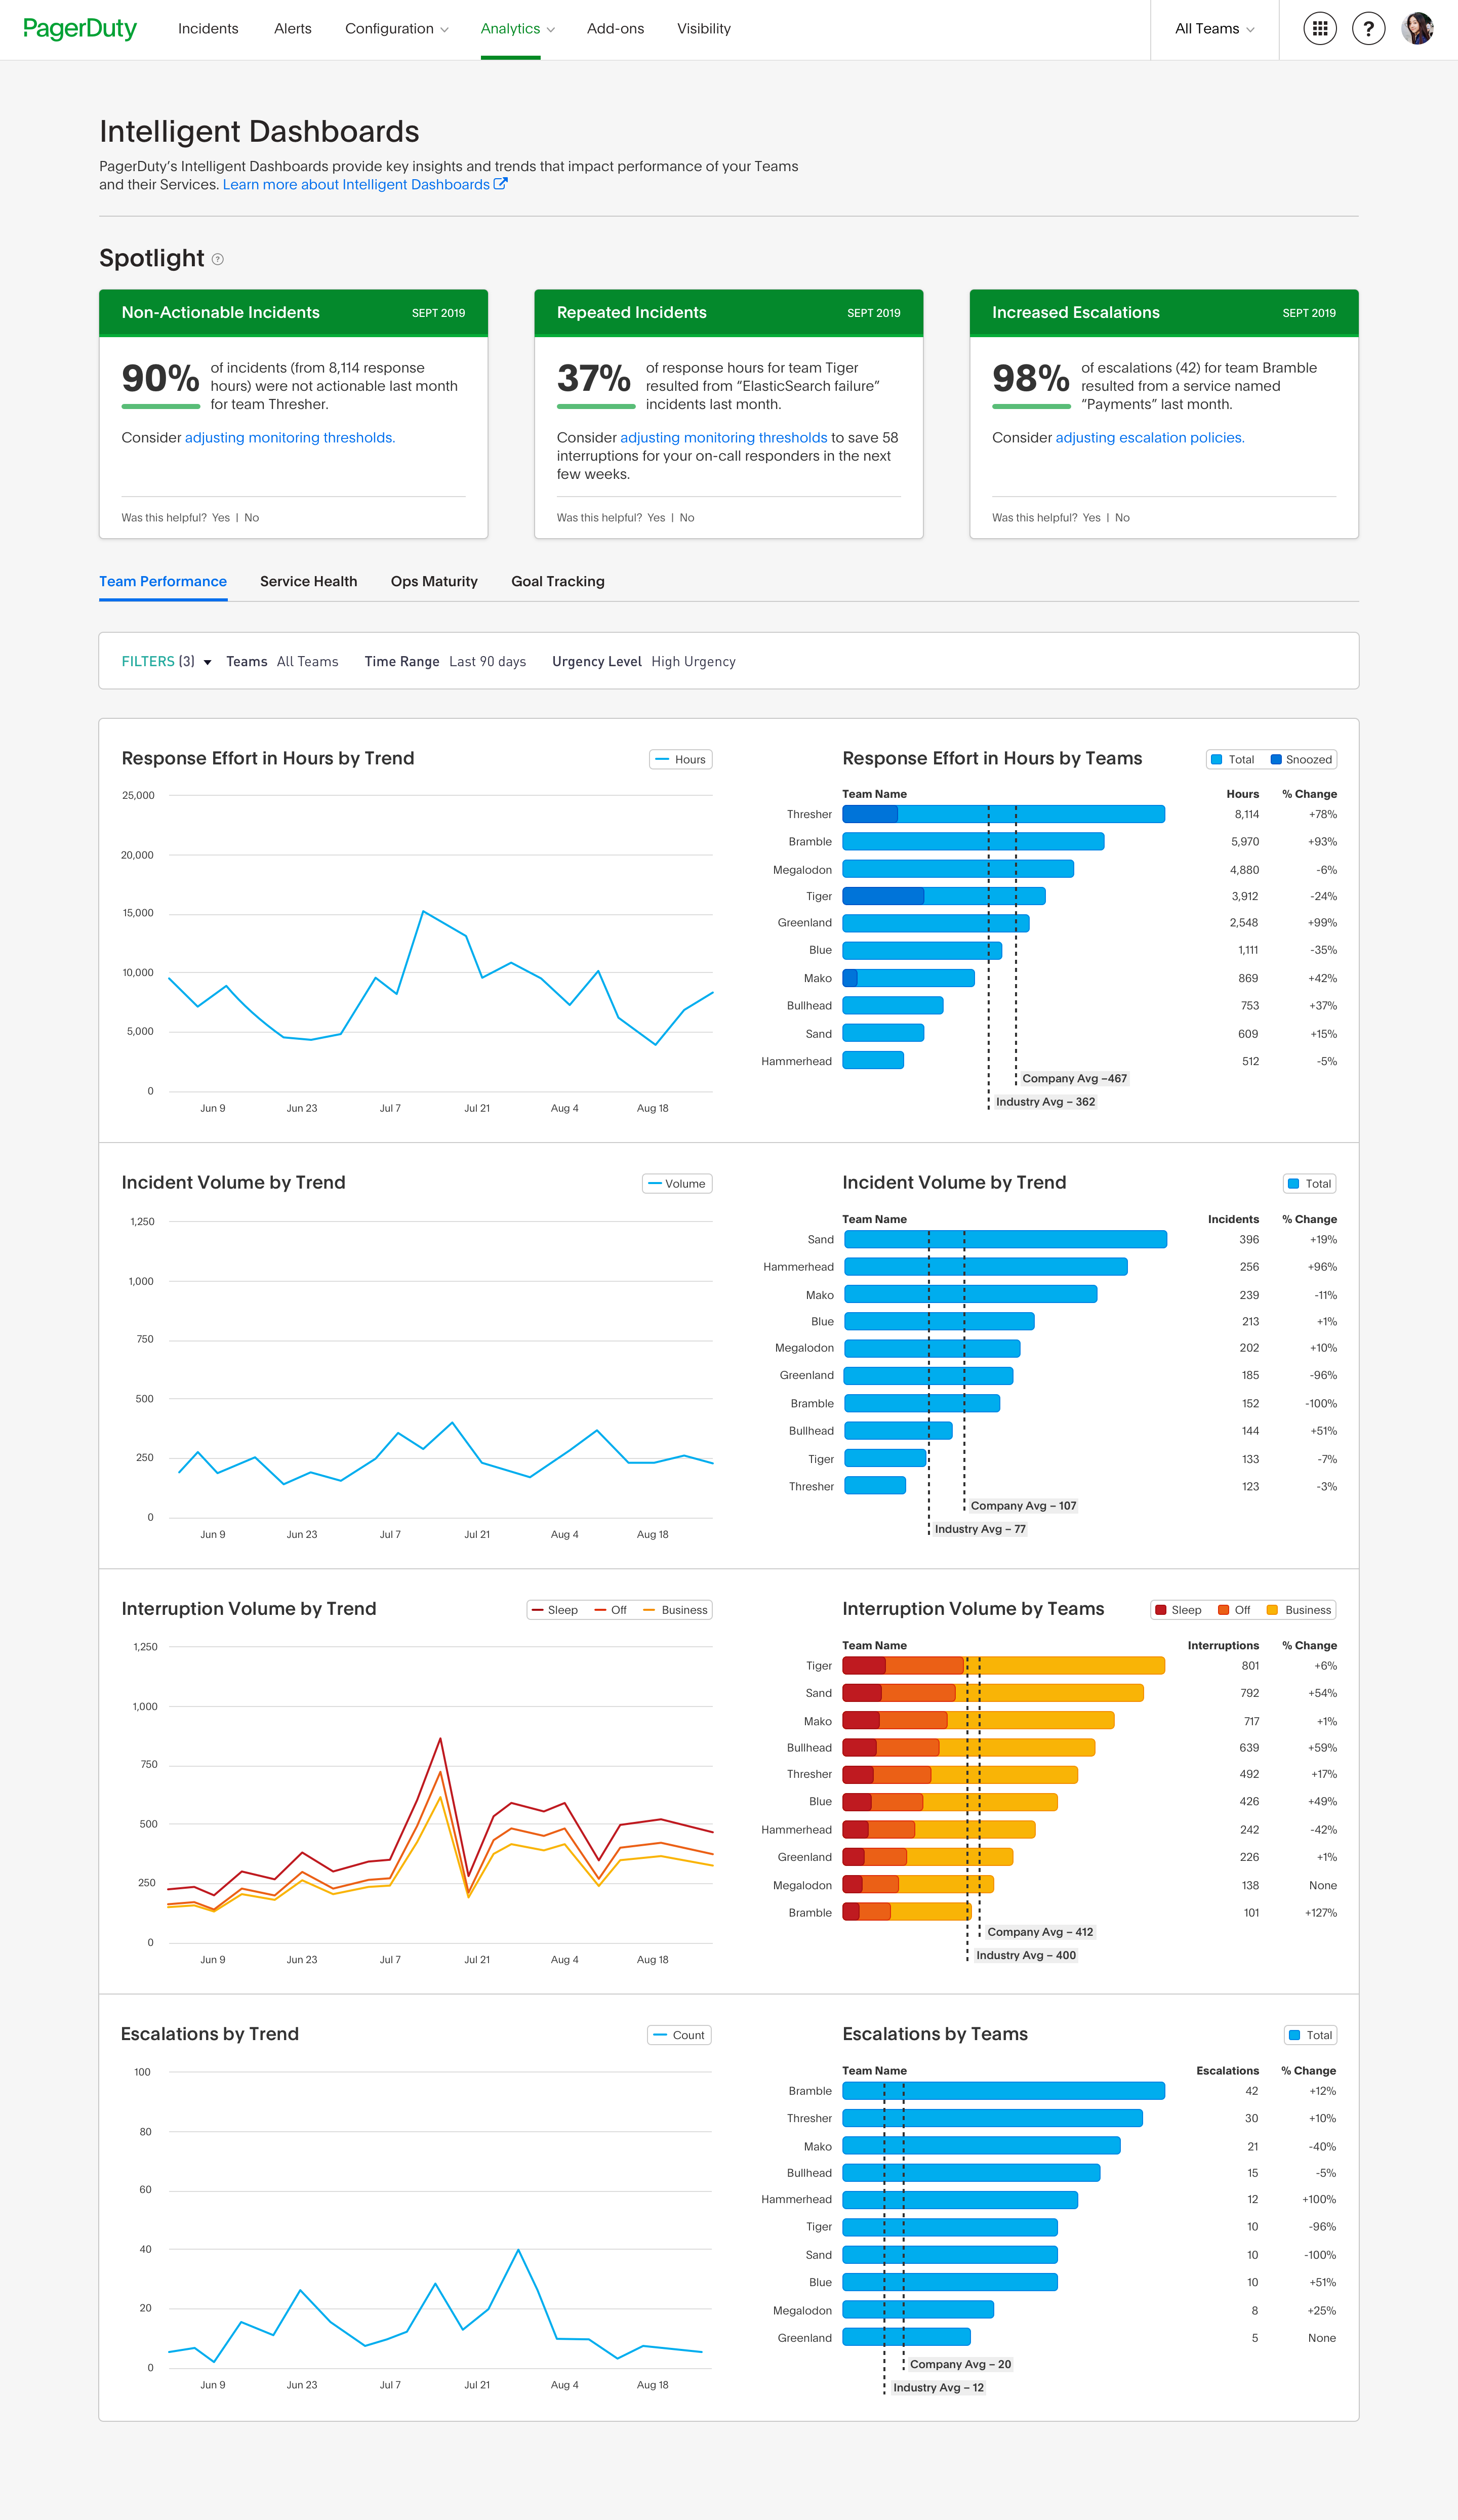 PagerDuty
Incidents
Alerts
Configuration
Analytics
Add-ons
Visibility
All Teams
?
Intelligent Dashboards
PagerDuty’s Intelligent Dashboards provide key insights and trends that impact performance of your Teams
and their Services. Learn more about Intelligent Dashboards
Spotlight ?
Non-Actionable Incidents SEPT 2019
90%
of incidents (from 8,114 response
hours) were not actionable last month
for team Thresher.
Consider adjusting monitoring thresholds.
Was this helpful? Yes | No
Repeated Incidents SEPT 2019
37%
of response hours for team Tiger
resulted from “ElasticSearch failure”
incidents last month.
Consider adjusting monitoring thresholds to save 58
interruptions for your on-call responders in the next
few weeks.
Was this helpful? Yes | No
Increased Escalations SEPT 2019
98%
of escalations (42) for team Bramble
resulted from a service named
“Payments” last month.
Consider adjusting escalation policies.
Was this helpful? Yes | No
Team Performance
Service Health
Ops Maturity
Goal Tracking
FILTERS (3) Teams All Teams Time Range Last 90 days Urgency Level High Urgency
Response Effort in Hours by Trend
Hours
25,000
20,000
15,000
10,000
5,000
0
Jun 9 Jun 23 Jul 7 Jul 21 Aug 4 Aug 18
Response Effort in Hours by Teams
Total Snoozed
Team Name Hours % Change
Thresher 8,114 +78%
Bramble 5,970 +93%
Megalodon 4,880 -6%
Tiger 3,912 -24%
Greenland 2,548 +99%
Blue 1,111 -35%
Mako 869 +42%
Bullhead 753 +37%
Sand 609 +15%
Hammerhead 512 -5%
Company Avg –467
Industry Avg – 362
Incident Volume by Trend
Volume
1,250
1,000
750
500
250
0
Jun 9 Jun 23 Jul 7 Jul 21 Aug 4 Aug 18
Incident Volume by Trend
Total
Team Name Incidents % Change
Sand 396 +19%
Hammerhead 256 +96%
Mako 239 -11%
Blue 213 +1%
Megalodon 202 +10%
Greenland 185 -96%
Bramble 152 -100%
Bullhead 144 +51%
Tiger 133 -7%
Thresher 123 -3%
Company Avg – 107
Industry Avg – 77
Interruption Volume by Trend
Sleep Off Business
1,250
1,000
750
500
250
0
Jun 9 Jun 23 Jul 7 Jul 21 Aug 4 Aug 18
Interruption Volume by Teams
Sleep Off Business
Team Name Interruptions % Change
Tiger 801 +6%
Sand 792 +54%
Mako 717 +1%
Bullhead 639 +59%
Thresher 492 +17%
Blue 426 +49%
Hammerhead 242 -42%
Greenland 226 +1%
Megalodon 138 None
Bramble 101 +127%
Company Avg – 412
Industry Avg – 400
Escalations by Trend
Count
100
80
60
40
20
0
Jun 9 Jun 23 Jul 7 Jul 21 Aug 4 Aug 18
Escalations by Teams
Total
Team Name Escalations % Change
Bramble 42 +12%
Thresher 30 +10%
Mako 21 -40%
Bullhead 15 -5%
Hammerhead 12 +100%
Tiger 10 -96%
Sand 10 -100%
Blue 10 +51%
Megalodon 8 +25%
Greenland 5 None
Company Avg – 20
Industry Avg – 12